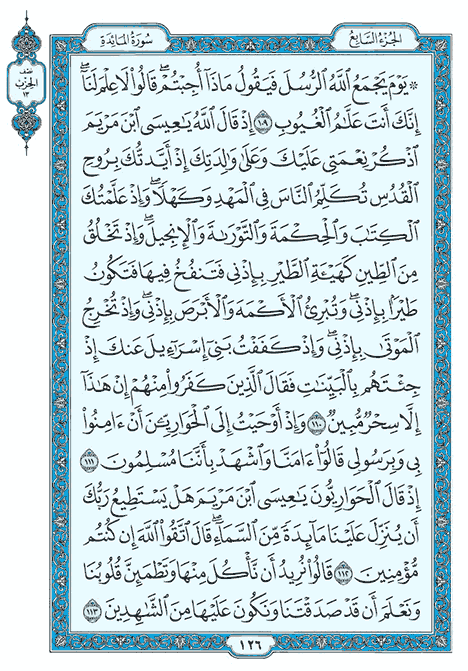 الجزء السابع
سورة المائدة
نصف
الحزب
١٣
۞ يَوْمَ يَجْمَعُ ٱللَّهُ ٱلرُّسُلَ فَيَقُولُ مَاذَآ أُجِبْتُمْ ۖ قَالُوا۟ لَا عِلْمَ لَنَآ ۖ
إِنَّكَ أَنتَ عَلَّٰمُ ٱلْغُيُوبِ ١٠٩ إِذْ قَالَ ٱللَّهُ يَٰعِيسَى ٱبْنَ مَرْيَمَ
ٱذْكُرْ نِعْمَتِى عَلَيْكَ وَعَلَىٰ وَٰلِدَتِكَ إِذْ أَيَّدتُّكَ بِرُوحِ
ٱلْقُدُسِ تُكَلِّمُ ٱلنَّاسَ فِى ٱلْمَهْدِ وَكَهْلًا ۖ وَإِذْ عَلَّمْتُكَ
ٱلْكِتَٰبَ وَٱلْحِكْمَةَ وَٱلتَّوْرَىٰةَ وَٱلْإِنجِيلَ ۖ وَإِذْ تَخْلُقُ
مِنَ ٱلطِّينِ كَهَيْـَٔةِ ٱلطَّيْرِ بِإِذْنِى فَتَنفُخُ فِيهَا فَتَكُونُ
طَيْرًۢا بِإِذْنِى ۖ وَتُبْرِئُ ٱلْأَكْمَهَ وَٱلْأَبْرَصَ بِإِذْنِى ۖ وَإِذْ تُخْرِجُ
ٱلْمَوْتَىٰ بِإِذْنِى ۖ وَإِذْ كَفَفْتُ بَنِىٓ إِسْرَٰٓءِيلَ عَنكَ إِذْ
جِئْتَهُم بِٱلْبَيِّنَٰتِ فَقَالَ ٱلَّذِينَ كَفَرُوا۟ مِنْهُمْ إِنْ هَٰذَآ
إِلَّا سِحْرٌ مُّبِينٌ ١١٠ وَإِذْ أَوْحَيْتُ إِلَى ٱلْحَوَارِيِّـۧنَ أَنْ ءَامِنُوا۟
بِى وَبِرَسُولِى قَالُوٓا۟ ءَامَنَّا وَٱشْهَدْ بِأَنَّنَا مُسْلِمُونَ ١١١
إِذْ قَالَ ٱلْحَوَارِيُّونَ يَٰعِيسَى ٱبْنَ مَرْيَمَ هَلْ يَسْتَطِيعُ رَبُّكَ
أَن يُنَزِّلَ عَلَيْنَا مَآئِدَةً مِّنَ ٱلسَّمَآءِ ۖ قَالَ ٱتَّقُوا۟ ٱللَّهَ إِن كُنتُم
مُّؤْمِنِينَ ١١٢ قَالُوا۟ نُرِيدُ أَن نَّأْكُلَ مِنْهَا وَتَطْمَئِنَّ قُلُوبُنَا
وَنَعْلَمَ أَن قَدْ صَدَقْتَنَا وَنَكُونَ عَلَيْهَا مِنَ ٱلشَّٰهِدِينَ ١١٣
١٢٦